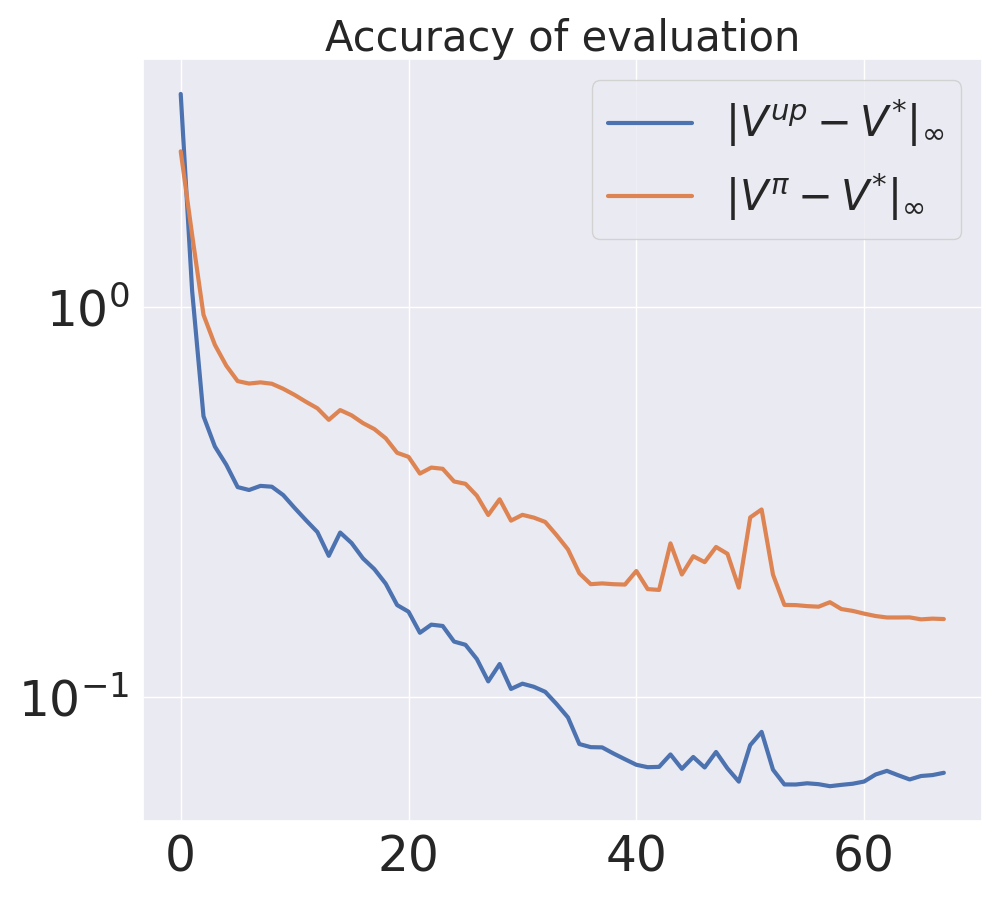 Accuracy of evaluation
|V^{up} − V^*|_∞
|V^π − V^*|_∞
10^0
10^{−1}
0 20 40 60